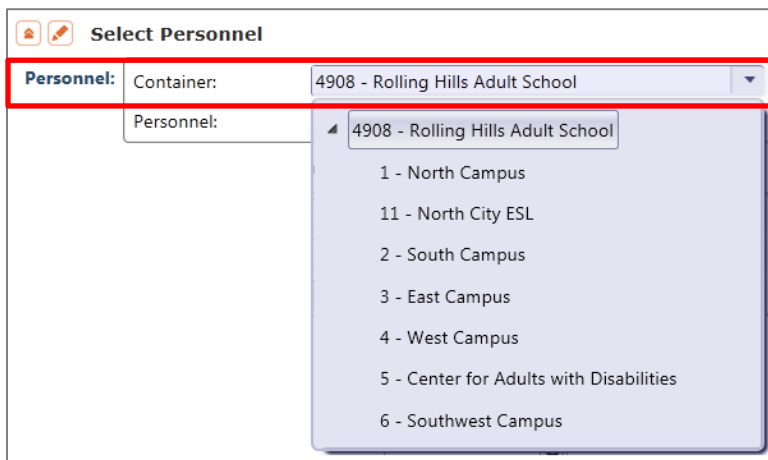 Select Personnel
Personnel: Container: 4908 - Rolling Hills Adult School
Personnel:
4908 - Rolling Hills Adult School
1 - North Campus
11 - North City ESL
2 - South Campus
3 - East Campus
4 - West Campus
5 - Center for Adults with Disabilities
6 - Southwest Campus